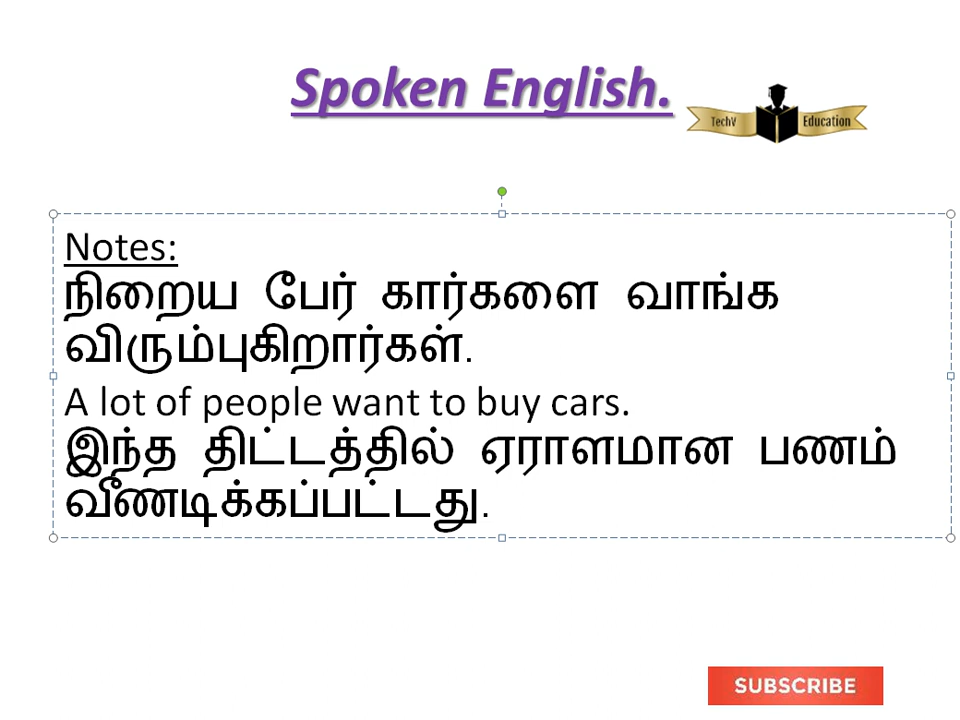 Spoken English.
TechV Education
Notes:
நிறைய பேர் கார்களை வாங்க
விரும்புகிறார்கள்.
A lot of people want to buy cars.
இந்த திட்டத்தில் ஏராளமான பணம்
வீணடிக்கப்பட்டது.
SUBSCRIBE